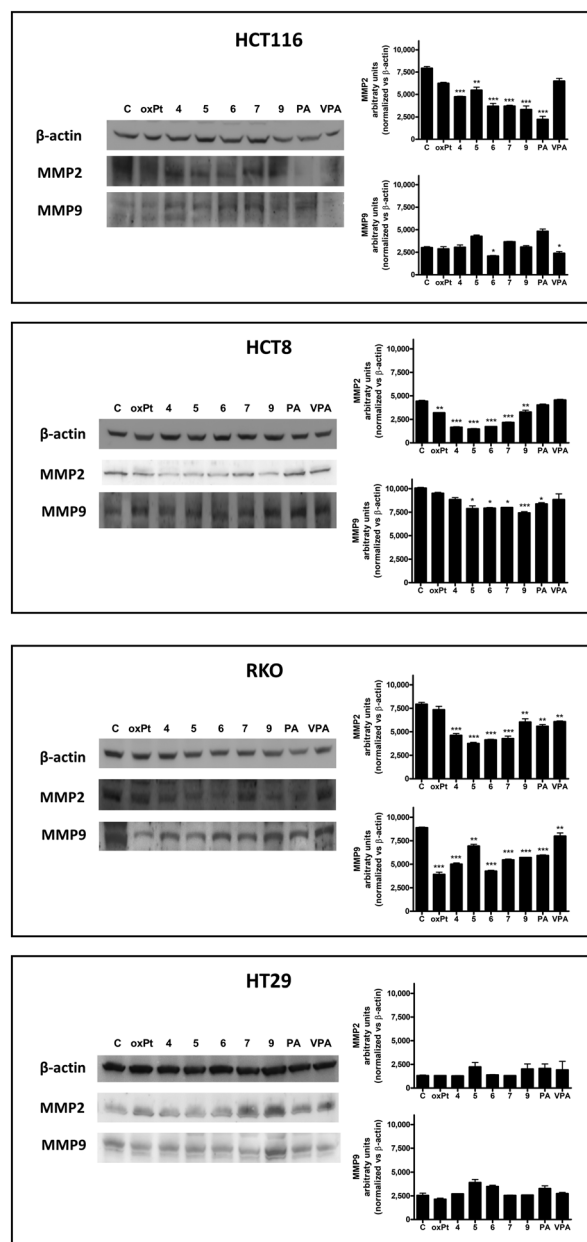 HCT116
C oxPt 4 5 6 7 9 PA VPA
β-actin
MMP2
MMP9
MMP2
arbitraty units
(normalized vs β-actin)
10,000
7,500
5,000
2,500
0
*** ** *** *** *** ***
C oxPt 4 5 6 7 9 PA VPA
MMP9
arbitraty units
(normalized vs β-actin)
10,000
7,500
5,000
2,500
0
* *
C oxPt 4 5 6 7 9 PA VPA
HCT8
C oxPt 4 5 6 7 9 PA VPA
β-actin
MMP2
MMP9
MMP2
arbitraty units
(normalized vs β-actin)
10,000
7,500
5,000
2,500
0
** *** *** *** *** **
C oxPt 4 5 6 7 9 PA VPA
MMP9
arbitraty units
(normalized vs β-actin)
10,000
7,500
5,000
2,500
0
* * * *** *
C oxPt 4 5 6 7 9 PA VPA
RKO
C oxPt 4 5 6 7 9 PA VPA
β-actin
MMP2
MMP9
MMP2
arbitraty units
(normalized vs β-actin)
10,000
7,500
5,000
2,500
0
*** *** *** *** ** ** **
C oxPt 4 5 6 7 9 PA VPA
MMP9
arbitraty units
(normalized vs β-actin)
10,000
7,500
5,000
2,500
0
*** *** ** *** *** *** *** **
C oxPt 4 5 6 7 9 PA VPA
HT29
C oxPt 4 5 6 7 9 PA VPA
β-actin
MMP2
MMP9
MMP2
arbitraty units
(normalized vs β-actin)
10,000
7,500
5,000
2,500
0
C oxPt 4 5 6 7 9 PA VPA
MMP9
arbitraty units
(normalized vs β-actin)
10,000
7,500
5,000
2,500
0
C oxPt 4 5 6 7 9 PA VPA